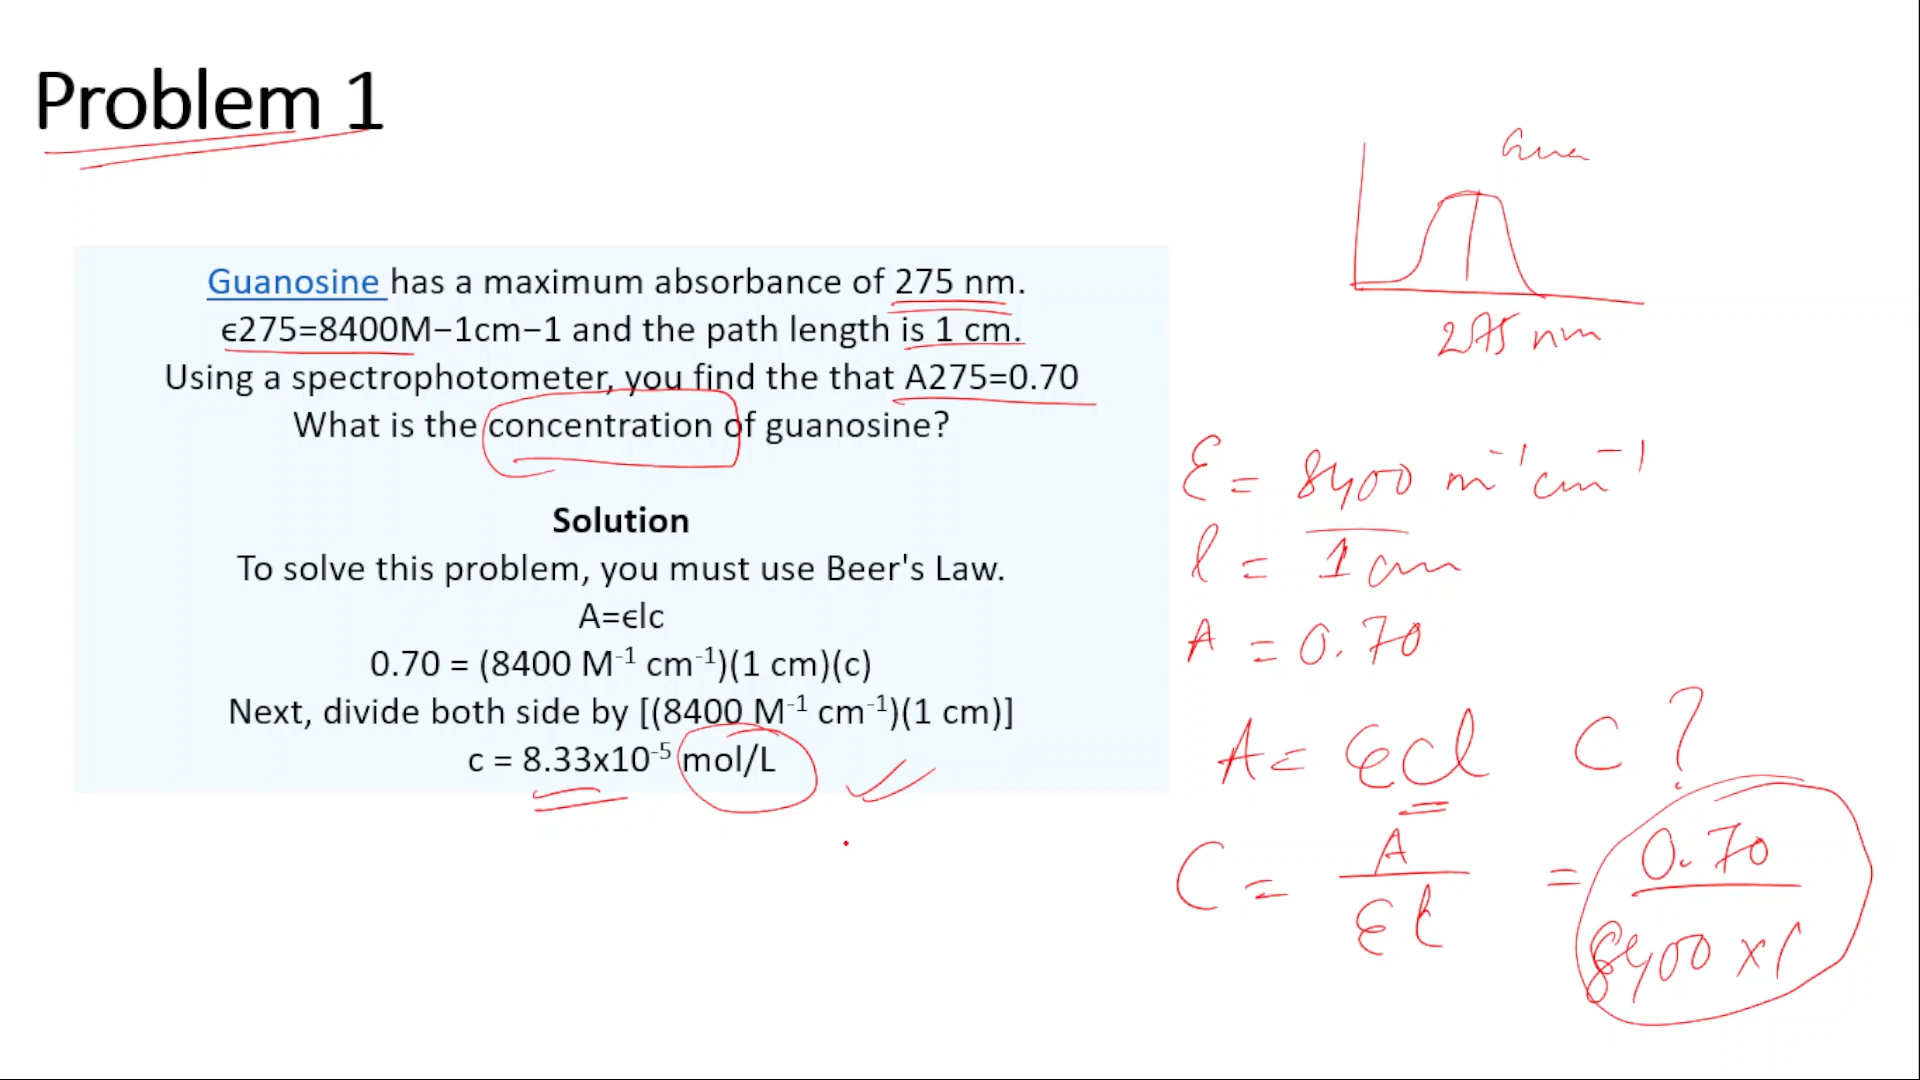 Problem 1
Guanosine has a maximum absorbance of 275 nm.
ϵ275=8400M−1cm−1 and the path length is 1 cm.
Using a spectrophotometer, you find the that A275=0.70
What is the concentration of guanosine?
Solution
To solve this problem, you must use Beer's Law.
A=ϵlc
0.70 = (8400 M⁻¹ cm⁻¹)(1 cm)(c)
Next, divide both side by [(8400 M⁻¹ cm⁻¹)(1 cm)]
c = 8.33x10⁻⁵ mol/L
Gua
275 nm
ε = 8400 m⁻¹ cm⁻¹
l = 1 cm
A = 0.70
A = εcl C ?
C = A / εl = 0.70 / 8400 x 1